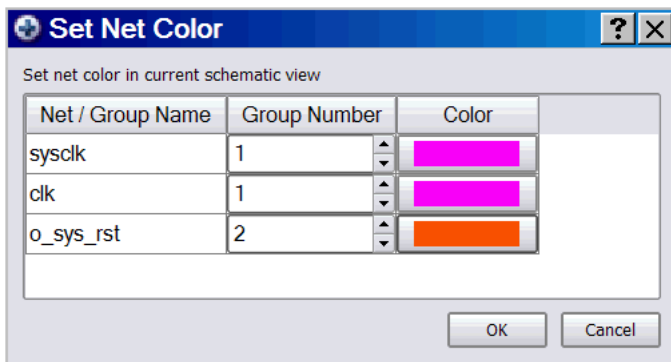 Set Net Color
?
Set net color in current schematic view
Net / Group Name Group Number Color
sysclk 1
clk 1
o_sys_rst 2
OK Cancel